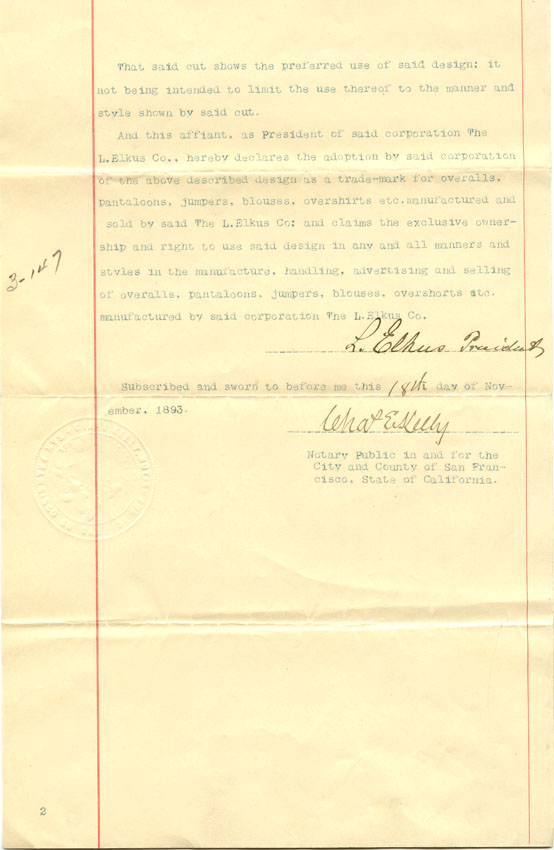 That said cut shows the preferred use of said design; it
not being intended to limit the use thereof to the manner and
style shown by said cut.
And this affiant, as President of said corporation The
L.Elkus Co., hereby declares the adoption by said corporation
of the above described design as a trade-mark for overalls,
pantaloons, jumpers, blouses, overshirts etc.manufactured and
sold by said The L.Elkus Co; and claims the exclusive owner-
ship and right to use said design in any and all manners and
styles in the manufacture, handling, advertising and selling
of overalls, pantaloons, jumpers, blouses, overshorts etc.
manufactured by said corporation The L.Elkus Co.
3-147
L. Elkus President
Subscribed and sworn to before me this 18th day of Nov-
ember, 1893.
Chas E Kelly
Notary Public in and for the
City and County of San Fran-
cisco, State of California.
2